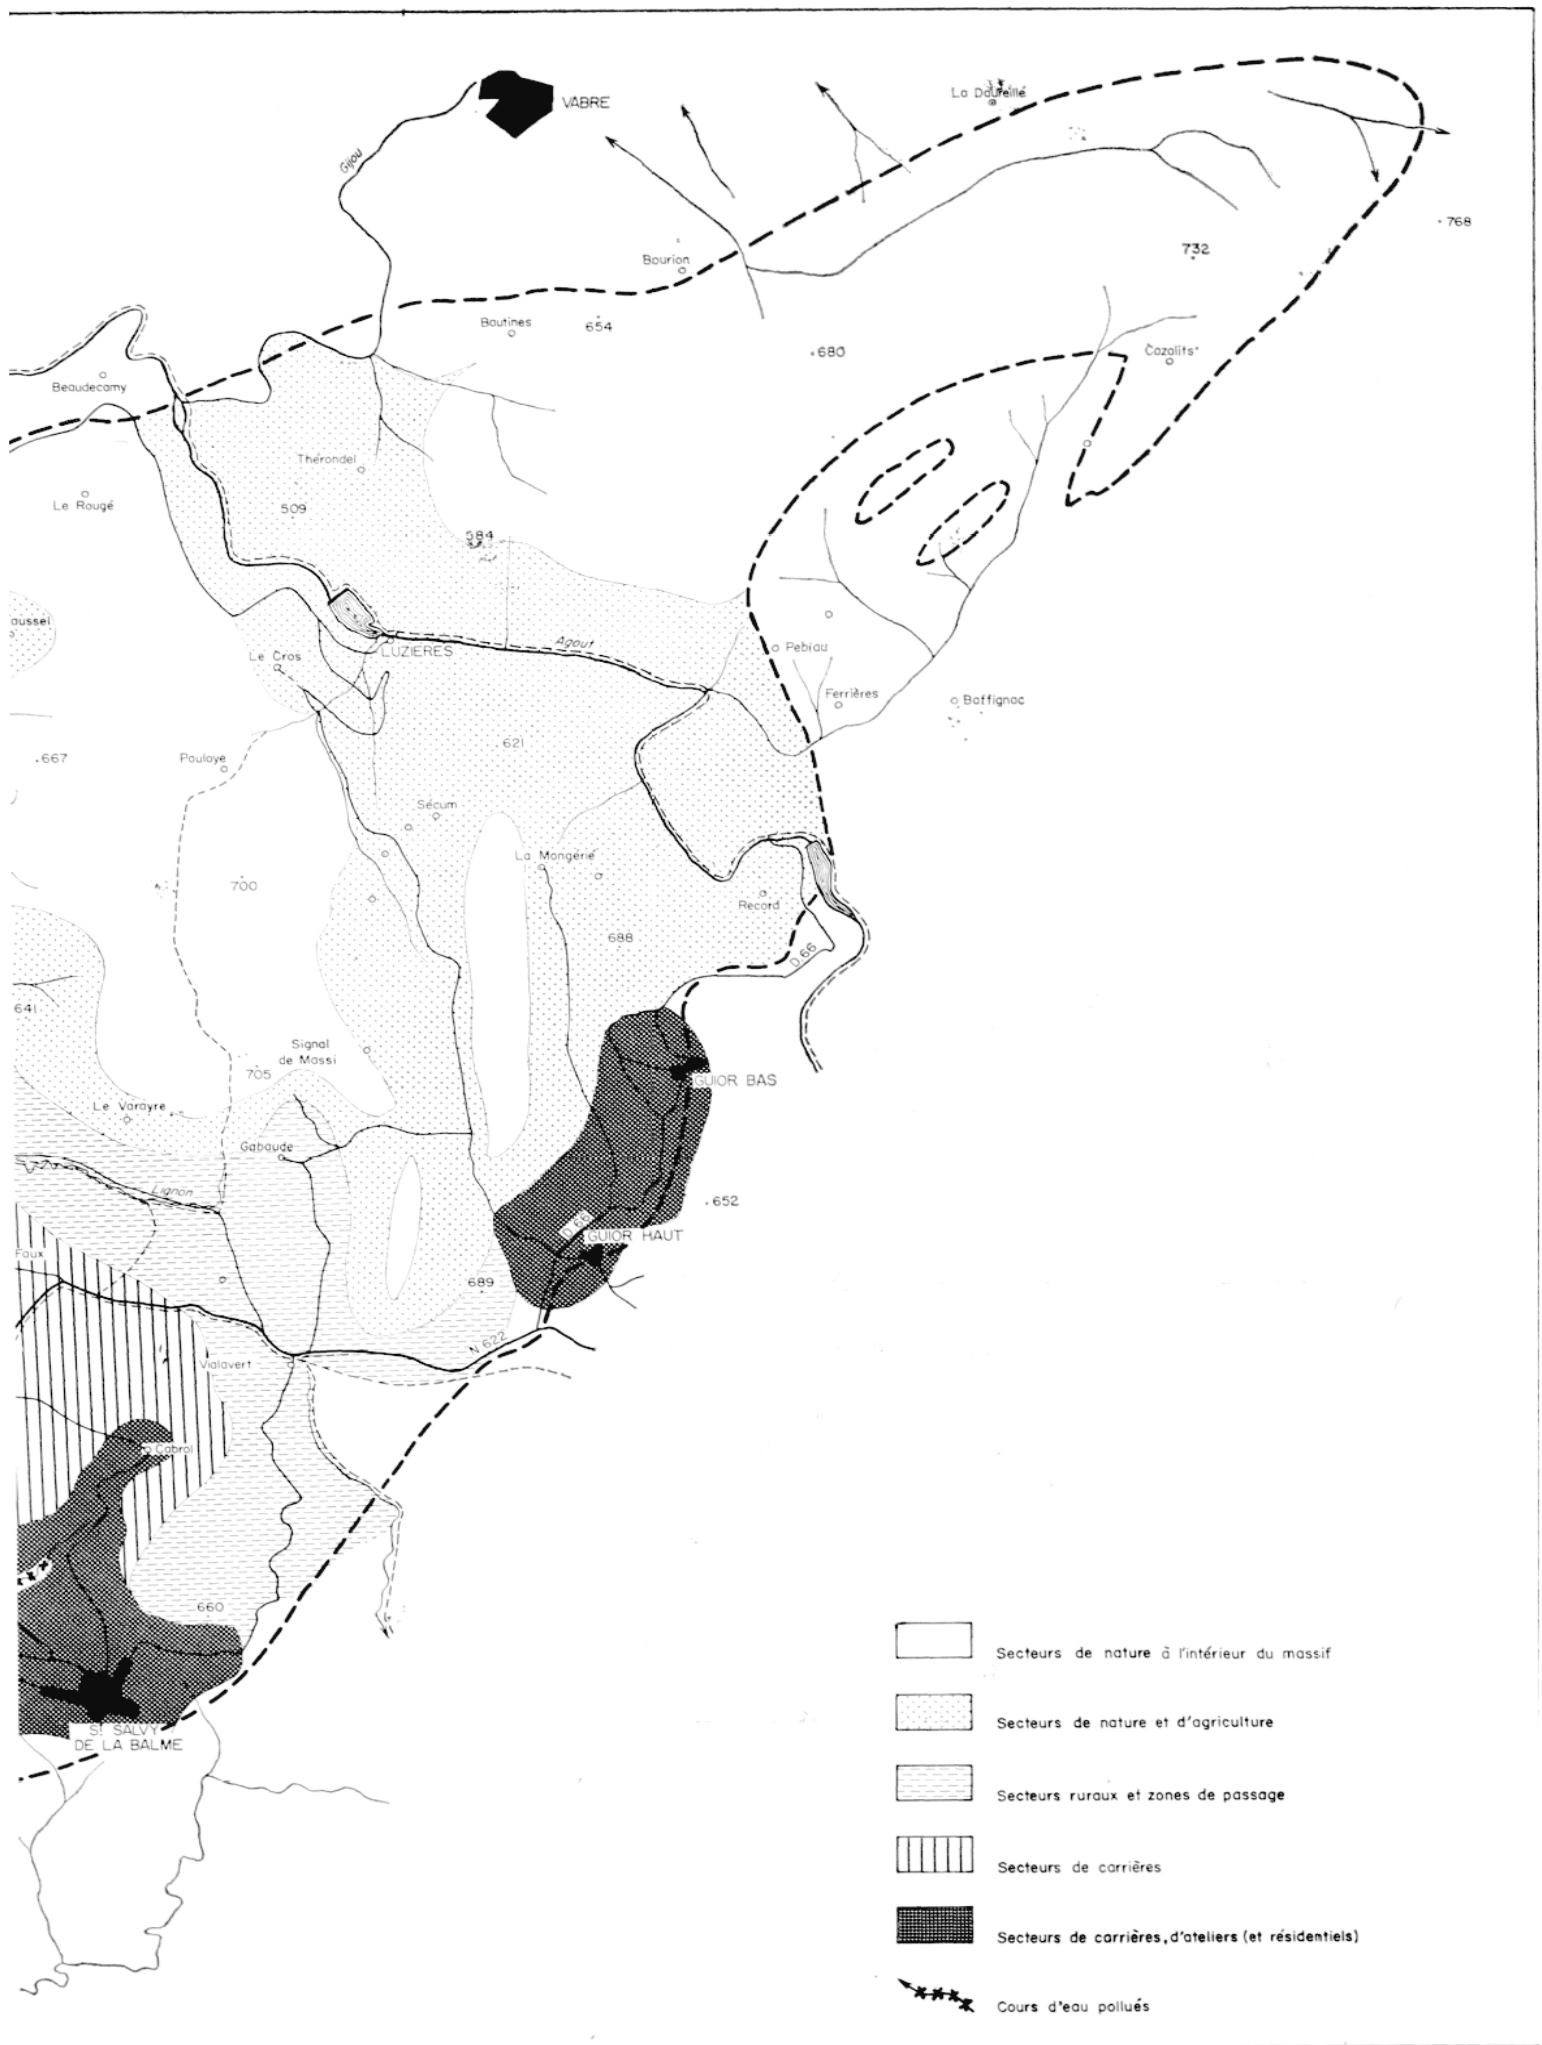 VABRE
La Daureillé
Gijou
768
732
Bourion
Boutines
654
680
Cazalits
Beaudecamy
Thérondel
Le Rougé
509
584
aussel
Le Cros
LUZIERES
Agout
Pebiau
Ferrières
Baffignac
621
667
Pouloye
Sécum
La Mongérié
700
Record
688
D.66
641
Signal
de Massi
705
GUIOR BAS
Le Varayre
Gabaude
Lignon
652
D.66
GUIOR HAUT
Faux
689
N 622
Vialavert
Cabrol
660
St SALVY
DE LA BALME
Secteurs de nature à l'intérieur du massif
Secteurs de nature et d'agriculture
Secteurs ruraux et zones de passage
Secteurs de carrières
Secteurs de carrières, d'ateliers (et résidentiels)
Cours d'eau pollués